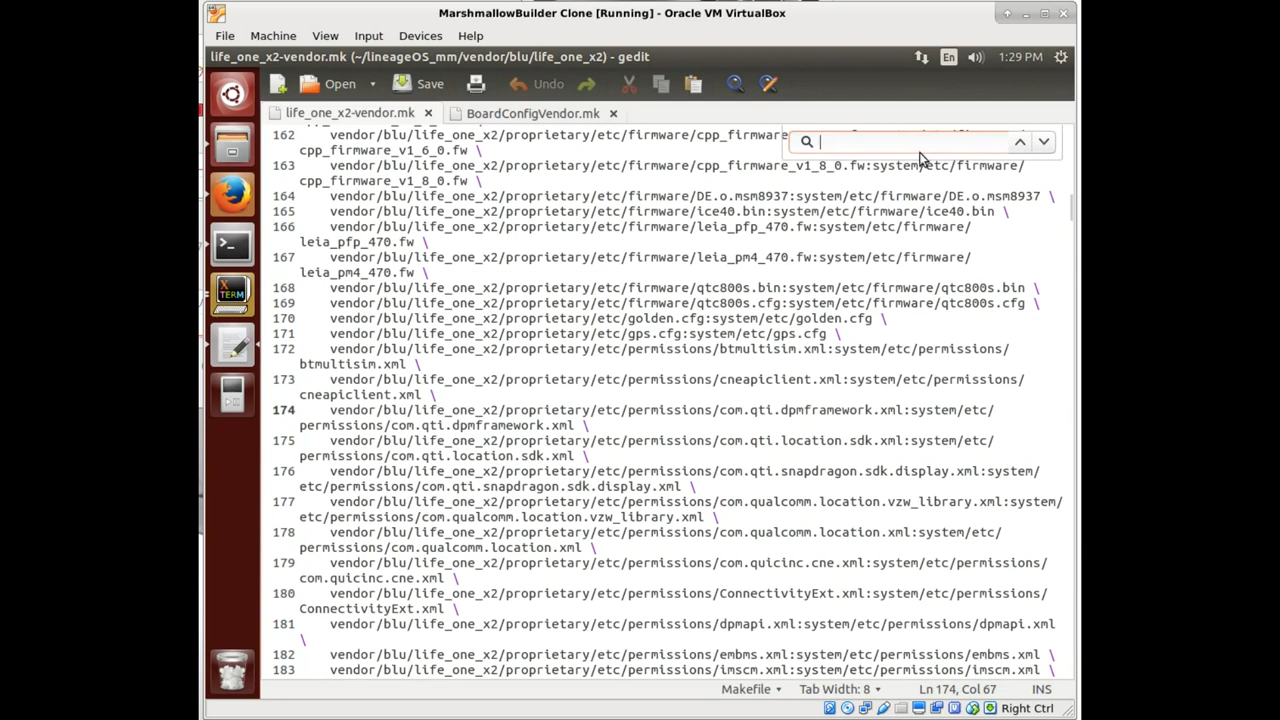 MarshmallowBuilder Clone [Running] - Oracle VM VirtualBox
File Machine View Input Devices Help
life_one_x2-vendor.mk (~/lineageOS_mm/vendor/blu/life_one_x2) - gedit
En
1:29 PM
Open
Save
Undo
life_one_x2-vendor.mk
BoardConfigVendor.mk
162 vendor/blu/life_one_x2/proprietary/etc/firmware/cpp_firmware
cpp_firmware_v1_6_0.fw \
163 vendor/blu/life_one_x2/proprietary/etc/firmware/cpp_firmware_v1_8_0.fw:system/etc/firmware/
cpp_firmware_v1_8_0.fw \
164 vendor/blu/life_one_x2/proprietary/etc/firmware/DE.o.msm8937:system/etc/firmware/DE.o.msm8937 \
165 vendor/blu/life_one_x2/proprietary/etc/firmware/ice40.bin:system/etc/firmware/ice40.bin \
166 vendor/blu/life_one_x2/proprietary/etc/firmware/leia_pfp_470.fw:system/etc/firmware/
leia_pfp_470.fw \
167 vendor/blu/life_one_x2/proprietary/etc/firmware/leia_pm4_470.fw:system/etc/firmware/
leia_pm4_470.fw \
168 vendor/blu/life_one_x2/proprietary/etc/firmware/qtc800s.bin:system/etc/firmware/qtc800s.bin \
169 vendor/blu/life_one_x2/proprietary/etc/firmware/qtc800s.cfg:system/etc/firmware/qtc800s.cfg \
170 vendor/blu/life_one_x2/proprietary/etc/golden.cfg:system/etc/golden.cfg \
171 vendor/blu/life_one_x2/proprietary/etc/gps.cfg:system/etc/gps.cfg \
172 vendor/blu/life_one_x2/proprietary/etc/permissions/btmultisim.xml:system/etc/permissions/
btmultisim.xml \
173 vendor/blu/life_one_x2/proprietary/etc/permissions/cneapiclient.xml:system/etc/permissions/
cneapiclient.xml \
174 vendor/blu/life_one_x2/proprietary/etc/permissions/com.qti.dpmframework.xml:system/etc/
permissions/com.qti.dpmframework.xml \
175 vendor/blu/life_one_x2/proprietary/etc/permissions/com.qti.location.sdk.xml:system/etc/
permissions/com.qti.location.sdk.xml \
176 vendor/blu/life_one_x2/proprietary/etc/permissions/com.qti.snapdragon.sdk.display.xml:system/
etc/permissions/com.qti.snapdragon.sdk.display.xml \
177 vendor/blu/life_one_x2/proprietary/etc/permissions/com.qualcomm.location.vzw_library.xml:system/
etc/permissions/com.qualcomm.location.vzw_library.xml \
178 vendor/blu/life_one_x2/proprietary/etc/permissions/com.qualcomm.location.xml:system/etc/
permissions/com.qualcomm.location.xml \
179 vendor/blu/life_one_x2/proprietary/etc/permissions/com.quicinc.cne.xml:system/etc/permissions/
com.quicinc.cne.xml \
180 vendor/blu/life_one_x2/proprietary/etc/permissions/ConnectivityExt.xml:system/etc/permissions/
ConnectivityExt.xml \
181 vendor/blu/life_one_x2/proprietary/etc/permissions/dpmapi.xml:system/etc/permissions/dpmapi.xml
\
182 vendor/blu/life_one_x2/proprietary/etc/permissions/embms.xml:system/etc/permissions/embms.xml \
183 vendor/blu/life_one_x2/proprietary/etc/permissions/imscm.xml:system/etc/permissions/imscm.xml \
X
TERM
Makefile Tab Width: 8 Ln 174, Col 67 INS
Right Ctrl